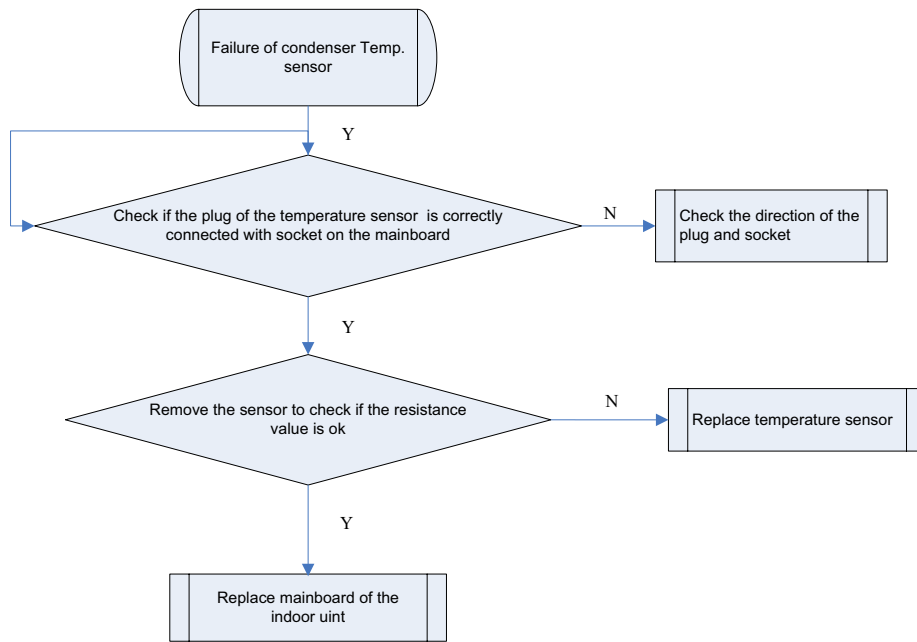 Failure of condenser Temp.
sensor
Y
Check if the plug of the temperature sensor is correctly
connected with socket on the mainboard
N
Check the direction of the
plug and socket
Y
Remove the sensor to check if the resistance
value is ok
N
Replace temperature sensor
Y
Replace mainboard of the
indoor uint